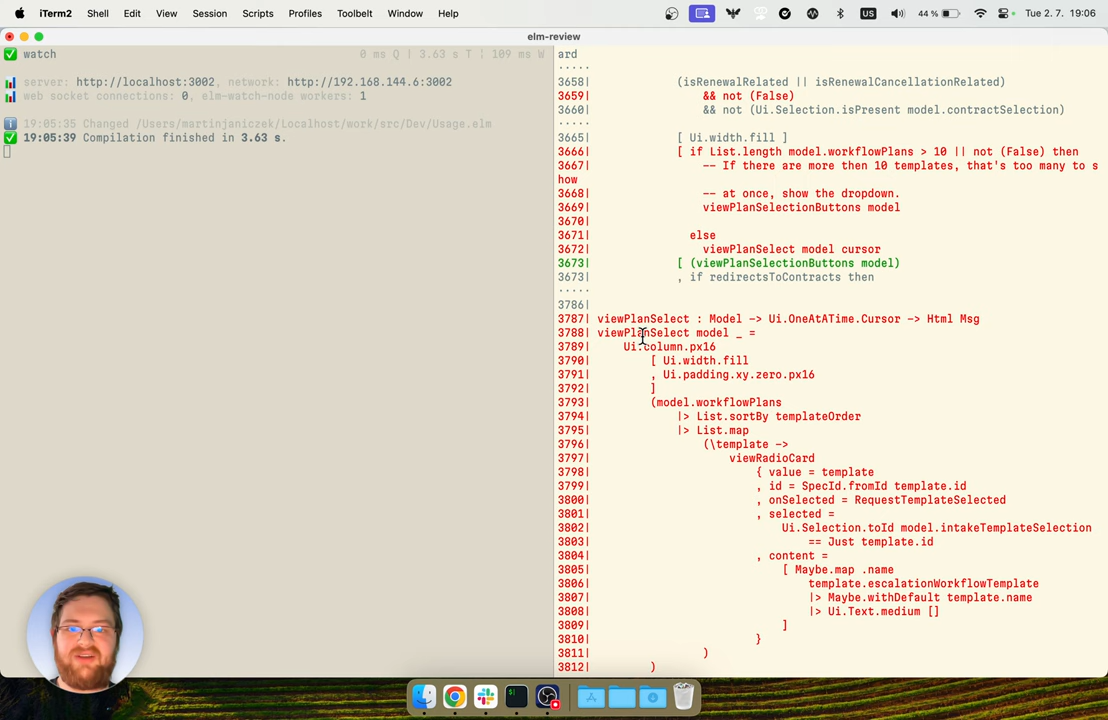 iTerm2 Shell Edit View Session Scripts Profiles Toolbelt Window Help US 44 % Tue 2. 7. 19:06
elm-review
watch 0 ms Q | 3.63 s T ¦ 109 ms W
server: http://localhost:3002, network: http://192.168.144.6:3002
web socket connections: 0, elm-watch-node workers: 1
19:05:35 Changed /Users/martinjaniczek/Localhost/work/src/Dev/Usage.elm
19:05:39 Compilation finished in 3.63 s.
ard
·····
3658| (isRenewalRelated || isRenewalCancellationRelated)
3659| && not (False)
3660| && not (Ui.Selection.isPresent model.contractSelection)
·····
3665| [ Ui.width.fill ]
3666| [ if List.length model.workflowPlans > 10 || not (False) then
3667| -- If there are more then 10 templates, that's too many to s
how
3668| -- at once, show the dropdown.
3669| viewPlanSelectionButtons model
3670|
3671| else
3672| viewPlanSelect model cursor
3673| [ (viewPlanSelectionButtons model)
3673| , if redirectsToContracts then
·····
3786|
3787| viewPlanSelect : Model -> Ui.OneAtATime.Cursor -> Html Msg
3788| viewPlanSelect model _ =
3789| Ui.column.px16
3790| [ Ui.width.fill
3791| , Ui.padding.xy.zero.px16
3792| ]
3793| (model.workflowPlans
3794| |> List.sortBy templateOrder
3795| |> List.map
3796| (\template ->
3797| viewRadioCard
3798| { value = template
3799| , id = SpecId.fromId template.id
3800| , onSelected = RequestTemplateSelected
3801| , selected =
3802| Ui.Selection.toId model.intakeTemplateSelection
3803| == Just template.id
3804| , content =
3805| [ Maybe.map .name
3806| template.escalationWorkflowTemplate
3807| |> Maybe.withDefault template.name
3808| |> Ui.Text.medium []
3809| ]
3810| }
3811| )
3812| )